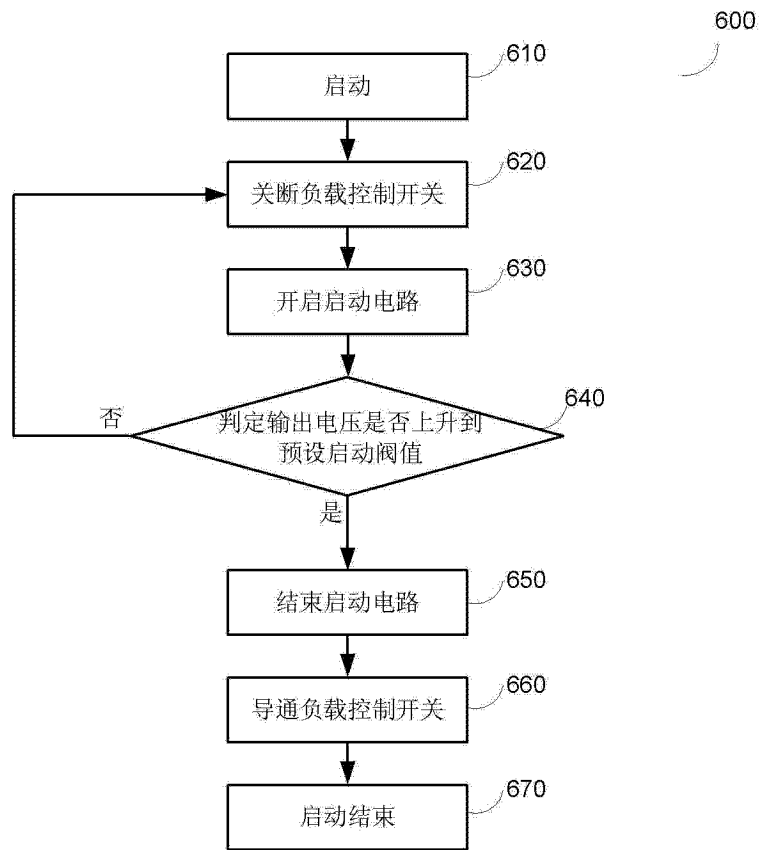 600
610
启动
620
关断负载控制开关
630
开启启动电路
640
判定输出电压是否上升到
预设启动阀值
否
是
650
结束启动电路
660
导通负载控制开关
670
启动结束